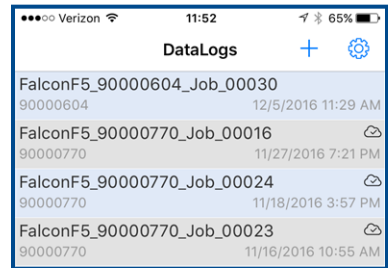 Verizon 11:52 65%
DataLogs
FalconF5_90000604_Job_00030
90000604 12/5/2016 11:29 AM
FalconF5_90000770_Job_00016
90000770 11/27/2016 7:21 PM
FalconF5_90000770_Job_00024
90000770 11/18/2016 3:57 PM
FalconF5_90000770_Job_00023
90000770 11/16/2016 10:55 AM